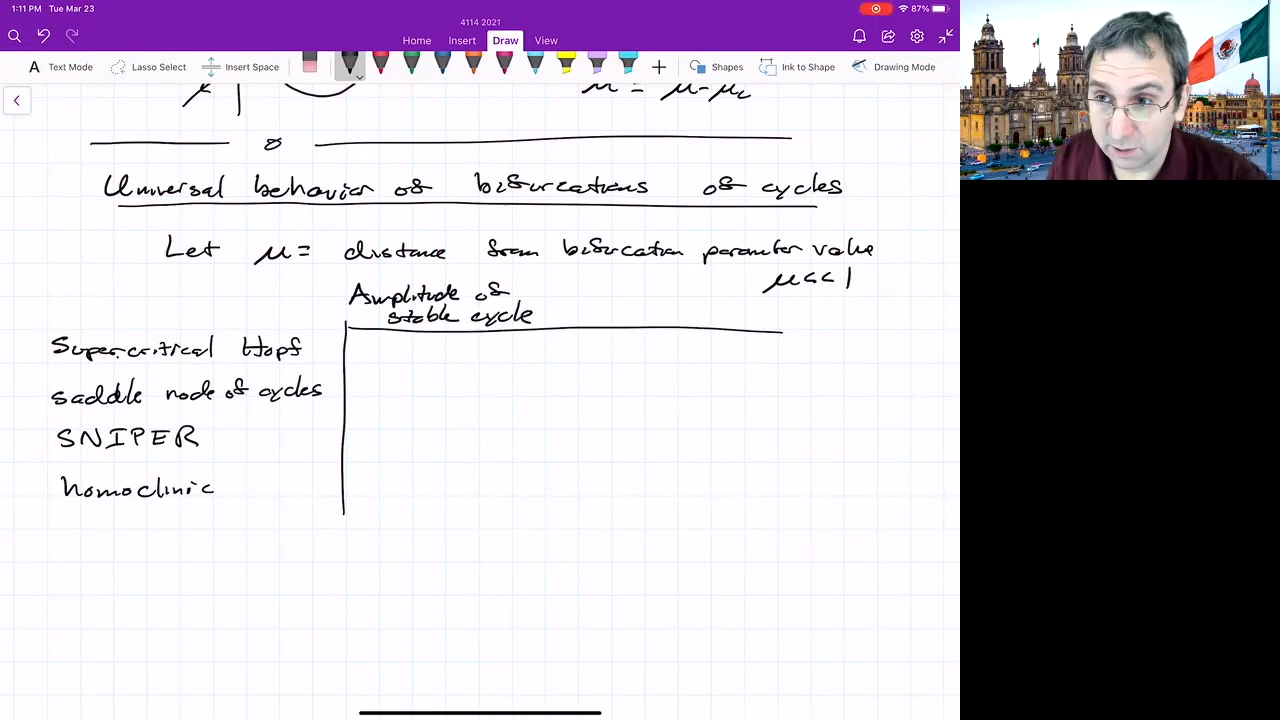 1:11 PM Tue Mar 23
87%
4114 2021
Home Insert Draw View
Text Mode Lasso Select Insert Space Shapes Ink to Shape Drawing Mode
μ
μ = μ - μc
Universal behavior of bifurcations of cycles
Let μ = distance from bifurcation parameter value
μ << 1
Amplitude of
stable cycle
Supercritical Hopf
saddle node of cycles
SNIPER
homoclinic